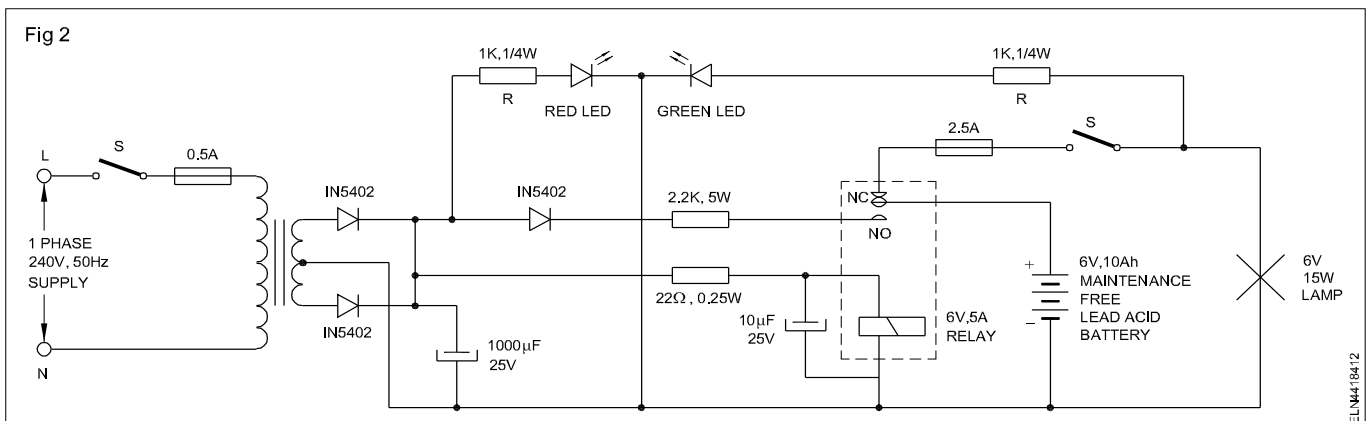 Fig 2
1K,1/4W
R
RED LED
GREEN LED
1K,1/4W
R
L
S
0.5A
2.5A
S
IN5402
IN5402
2.2K, 5W
NC
NO
1 PHASE
240V, 50Hz
SUPPLY
22Ω, 0.25W
6V,10Ah
MAINTENANCE
FREE
LEAD ACID
BATTERY
+
–
6V
15W
LAMP
IN5402
10µF
25V
6V,5A
RELAY
1000µF
25V
N
ELN4418412